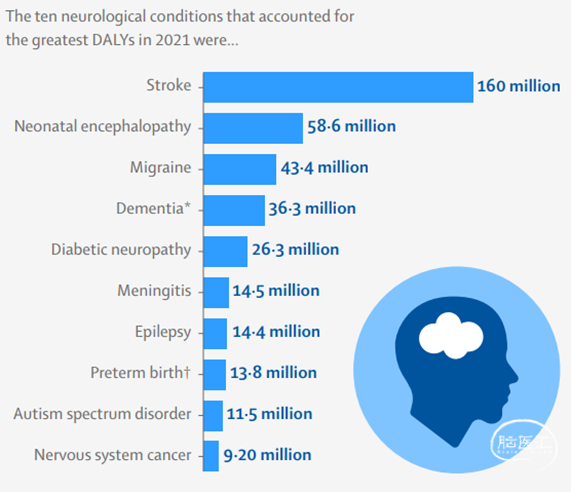 The ten neurological conditions that accounted for
the greatest DALYs in 2021 were...
Stroke 160 million
Neonatal encephalopathy 58·6 million
Migraine 43·4 million
Dementia* 36·3 million
Diabetic neuropathy 26·3 million
Meningitis 14·5 million
Epilepsy 14·4 million
Preterm birth† 13·8 million
Autism spectrum disorder 11·5 million
Nervous system cancer 9·20 million
脑医汇